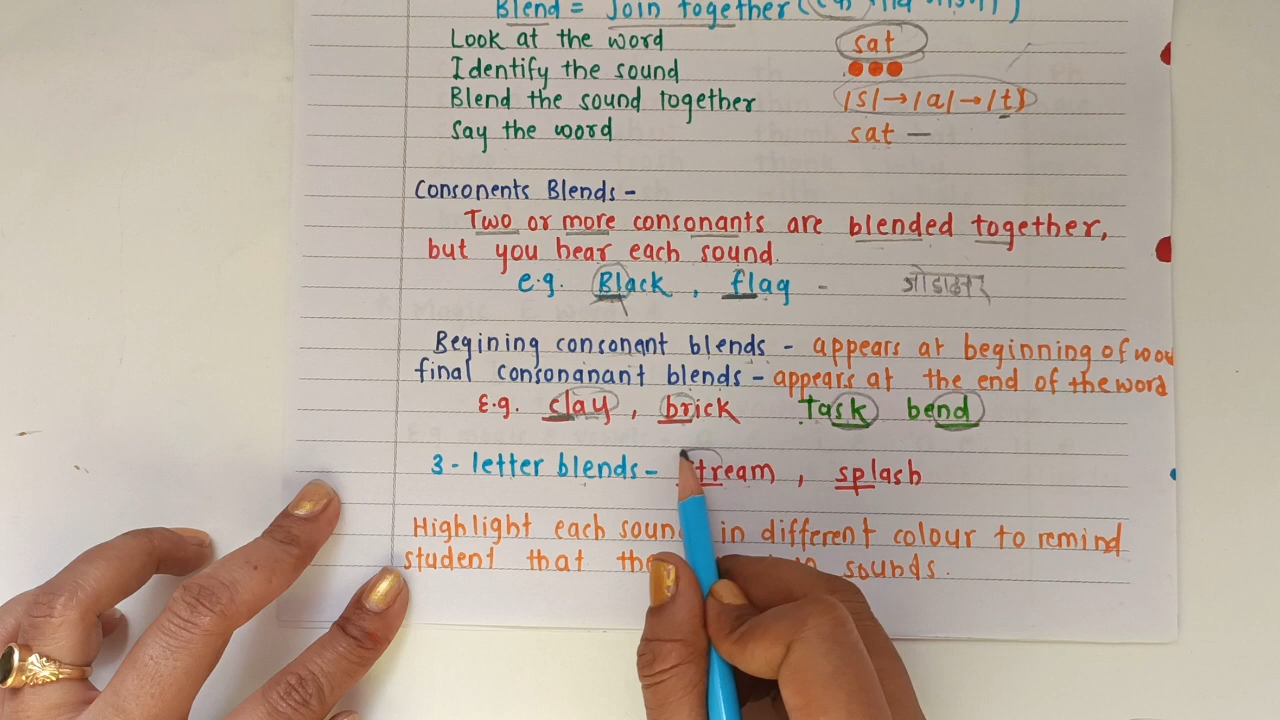 Blend = Join together (
Look at the word sat
Identify the sound
Blend the sound together /s/→/a/→/t/
Say the word sat —
Consonents Blends -
Two or more consonants are blended together,
but you hear each sound.
e.g. Black , flag - जोडाक्षर
Begining consonant blends - appears at beginning of
final consonanant blends - appears at the end of the word
E.g. clay , brick Task bend
3 - letter blends - tream , splash
Highlight each soun in different colour to remind
student that sounds.